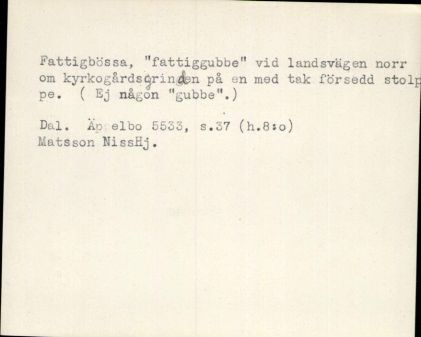 Fattigbössa, "fattiggubbe" vid landsvägen norr
om kyrkogårdsgrinden på en med tak försedd stolp
pe. ( Ej någon "gubbe".)
Dal. Äppelbo 5533, s.37 (h.8:o)
Matsson NissHj.